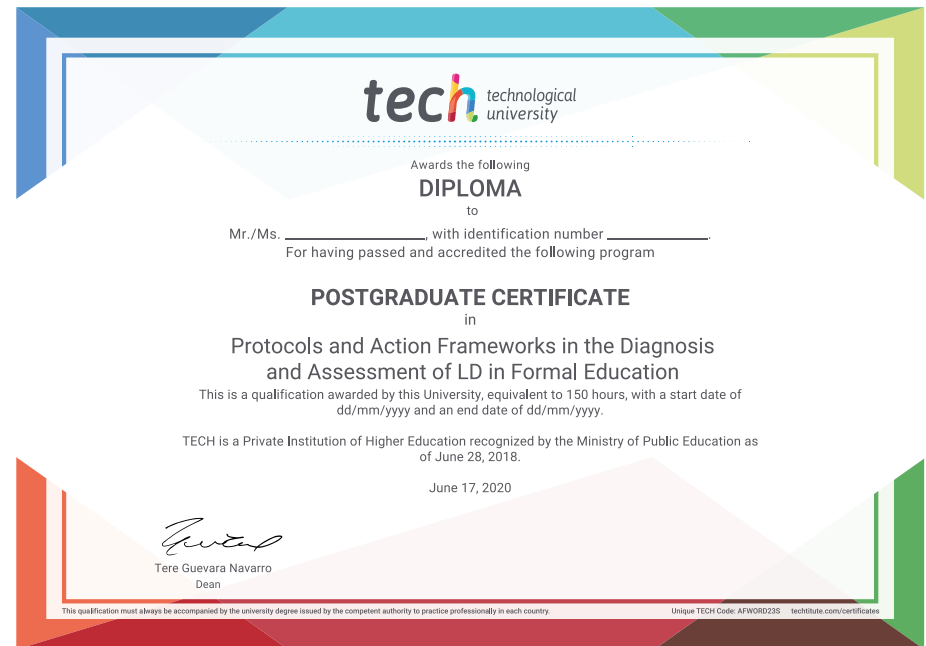 tech technological
university
Awards the following
DIPLOMA
to
Mr./Ms. ____________________, with identification number ______________.
For having passed and accredited the following program
POSTGRADUATE CERTIFICATE
in
Protocols and Action Frameworks in the Diagnosis
and Assessment of LD in Formal Education
This is a qualification awarded by this University, equivalent to 150 hours, with a start date of
dd/mm/yyyy and an end date of dd/mm/yyyy.
TECH is a Private Institution of Higher Education recognized by the Ministry of Public Education as
of June 28, 2018.
June 17, 2020
Tere Guevara Navarro
Dean
This qualification must always be accompanied by the university degree issued by the competent authority to practice professionally in each country.
Unique TECH Code: AFWORD23S techtitute.com/certificates